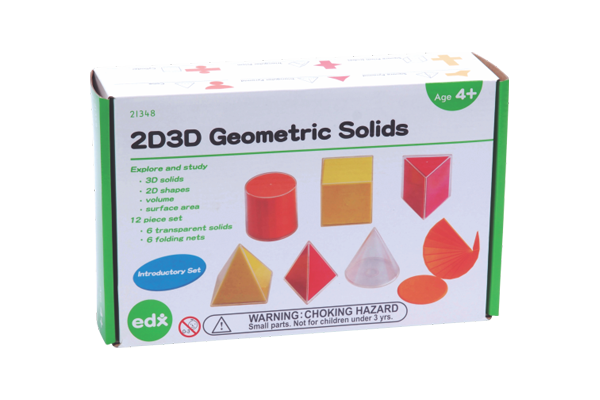 21348
Age 4+
2D3D Geometric Solids
Explore and study
· 3D solids
· 2D shapes
· volume
· surface area
12 piece set
· 6 transparent solids
· 6 folding nets
Introductory Set
edx
WARNING: CHOKING HAZARD
Small parts. Not for children under 3 yrs.